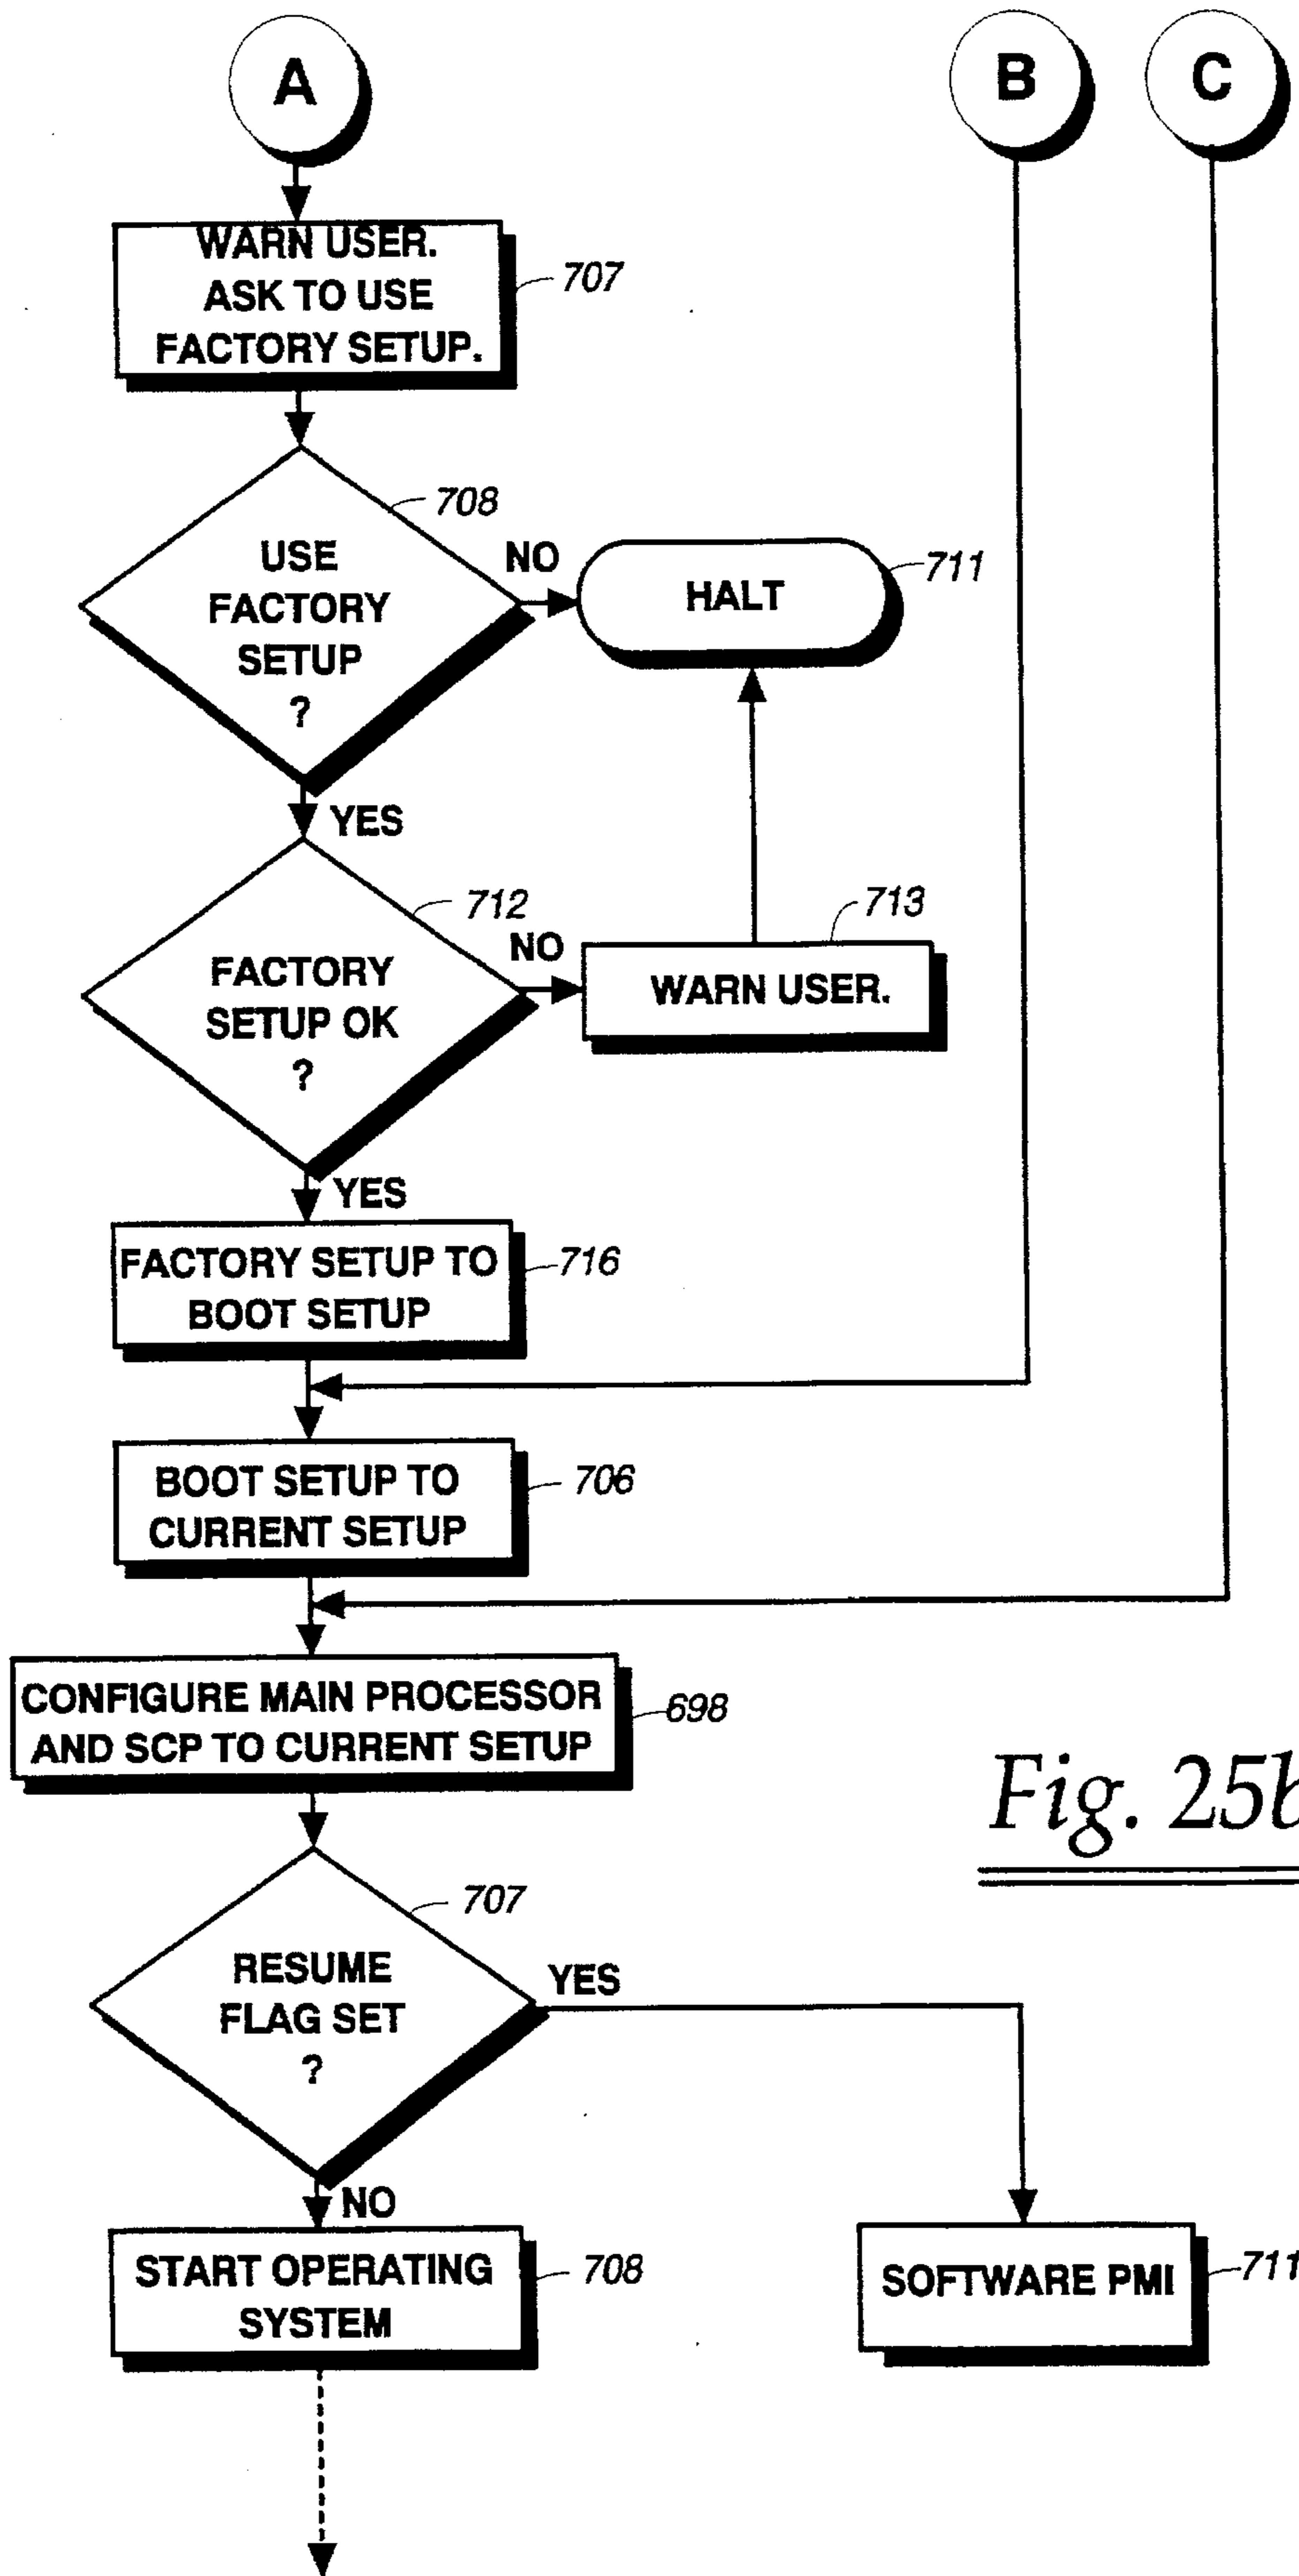 A
B
C
WARN USER.
ASK TO USE
FACTORY SETUP.
707
708
USE
FACTORY
SETUP
?
NO
HALT
711
YES
712
FACTORY
SETUP OK
?
NO
713
WARN USER.
YES
FACTORY SETUP TO
BOOT SETUP
716
BOOT SETUP TO
CURRENT SETUP
706
CONFIGURE MAIN PROCESSOR
AND SCP TO CURRENT SETUP
698
Fig. 25b
707
RESUME
FLAG SET
?
YES
NO
START OPERATING
SYSTEM
708
SOFTWARE PMI
711